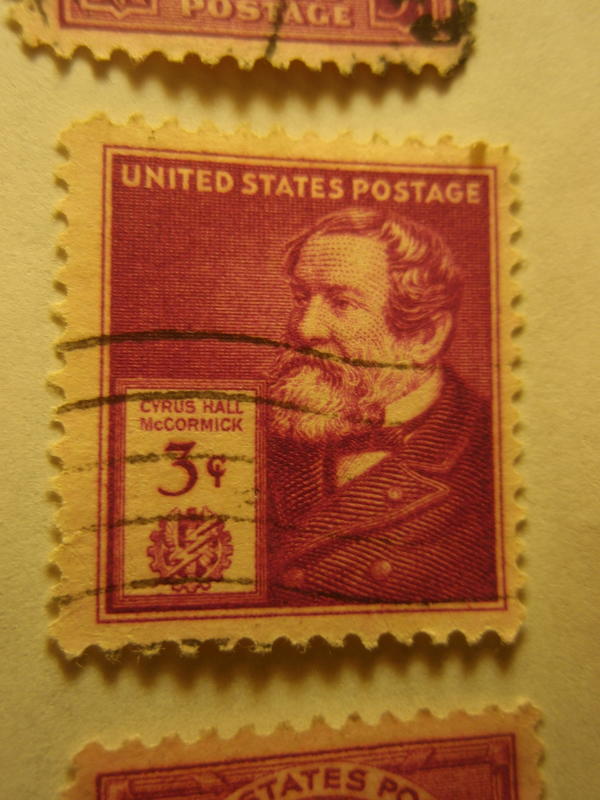 POSTAGE
UNITED STATES POSTAGE
CYRUS HALL
McCORMICK
3¢
STATES PO